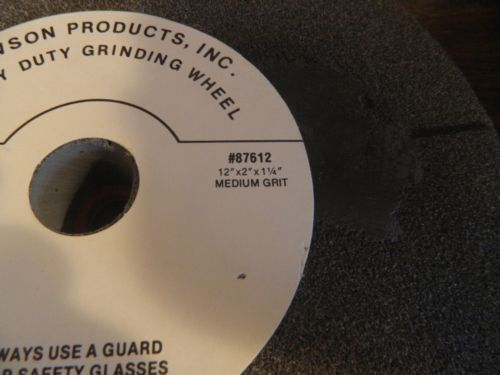 NSON PRODUCTS, INC.
Y DUTY GRINDING WHEEL
#87612
12"x2"x1¼"
MEDIUM GRIT
WAYS USE A GUARD
R SAFETY GLASSES